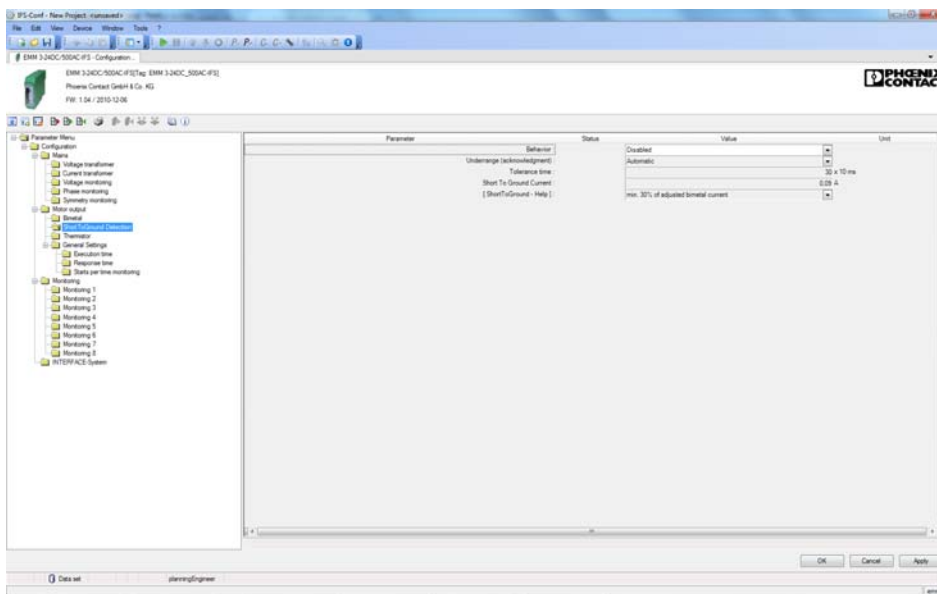 IFS-Conf - New Project <unsaved>
File Edit View Device Window Tools ?
EMM 3-24DC/500AC-IFS - Configuration ..
EMM 3-24DC/500AC-IFS[Tag: EMM 3-24DC_500AC-IFS]
Phoenix Contact GmbH & Co. KG
FW: 1.04 / 2010-12-06
PHŒNIX
CONTACT
Parameter Menu
Configuration
Mains
Voltage transformer
Current transformer
Voltage monitoring
Phase monitoring
Symmetry monitoring
Motor output
Bimetal
ShortToGround Detection
Thermistor
General Settings
Execution time
Response time
Starts per time monitoring
Monitoring
Monitoring 1
Monitoring 2
Monitoring 3
Monitoring 4
Monitoring 5
Monitoring 6
Monitoring 7
Monitoring 8
INTERFACE-System
Parameter Status Value Unit
Behavior : Disabled
Underrange (acknowledgment) : Automatic
Tolerance time : 30 x 10 ms
Short To Ground Current : 0.09 A
[ ShortToGround - Help ] : min. 30% of adjusted bimetal current
OK Cancel Apply
Data set planningEngineer